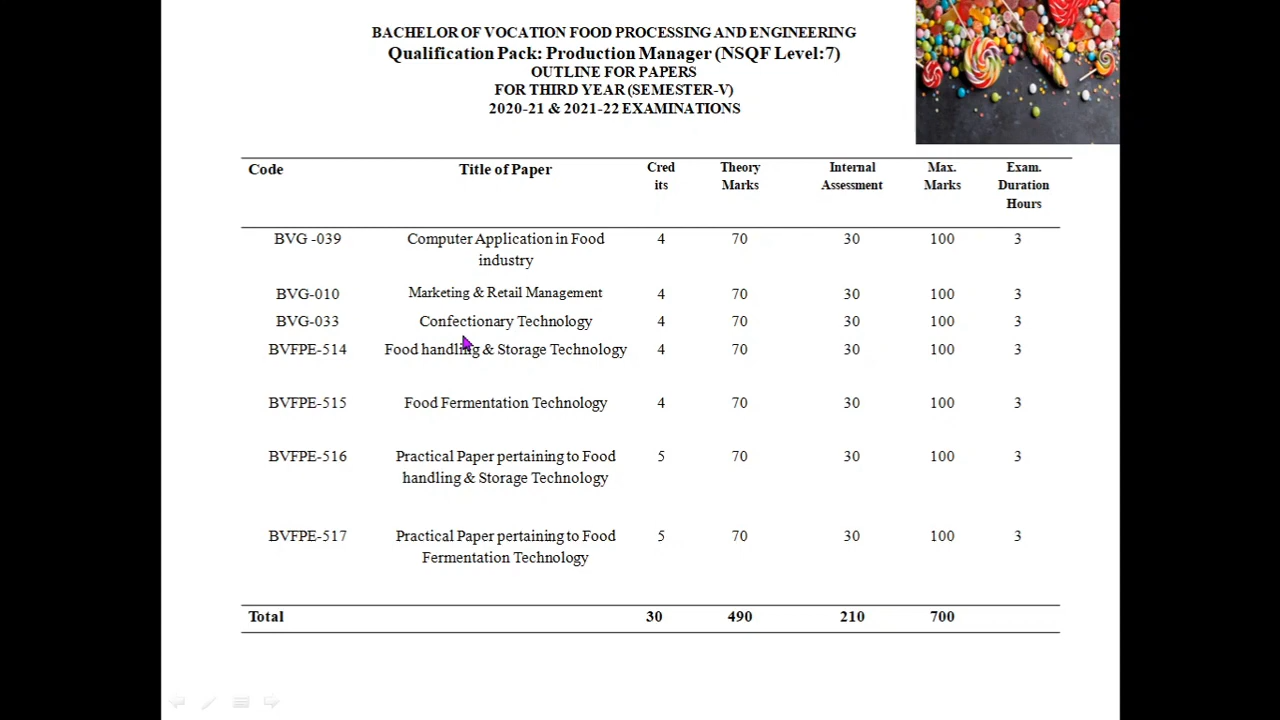 BACHELOR OF VOCATION FOOD PROCESSING AND ENGINEERING
Qualification Pack: Production Manager (NSQF Level:7)
OUTLINE FOR PAPERS
FOR THIRD YEAR (SEMESTER-V)
2020-21 & 2021-22 EXAMINATIONS
Code Title of Paper Cred its Theory Marks Internal Assessment Max. Marks Exam. Duration Hours
BVG -039 Computer Application in Food 4 70 30 100 3
industry
BVG-010 Marketing & Retail Management 4 70 30 100 3
BVG-033 Confectionary Technology 4 70 30 100 3
BVFPE-514 Food handling & Storage Technology 4 70 30 100 3
BVFPE-515 Food Fermentation Technology 4 70 30 100 3
BVFPE-516 Practical Paper pertaining to Food 5 70 30 100 3
handling & Storage Technology
BVFPE-517 Practical Paper pertaining to Food 5 70 30 100 3
Fermentation Technology
Total 30 490 210 700